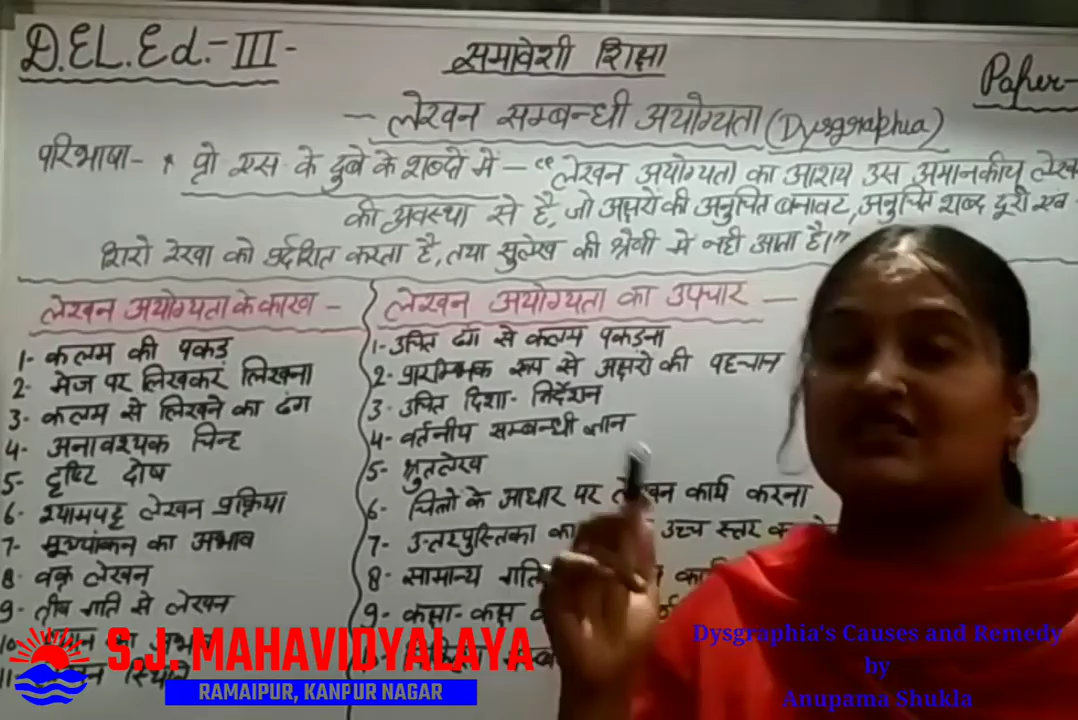 D.EL.Ed.-III-
समावेशी शिक्षा
Paper-
- लेखन सम्बन्धी अयोग्यता (Dysgraphia)
परिभाषा- * प्रो एस के दुबे के शब्दों में - "लेखन अयोग्यता का आशय उस अमानकीय लेख
की अवस्था से है, जो अक्षरों की अनुचित बनावट, अनुचित शब्द दूरी एवं
शिरो रेखा को प्रर्दशित करता है, तथा सुलेख की श्रेणी में नही आता है।"
लेखन अयोग्यता के कारण -
1- कलम की पकड़
2- मेज पर लिखकर लिखना
3- कलम से लिखने का ढंग
4- अनावश्यक चिन्ह
5- दृष्टि दोष
6- श्यामपट्ट लेखन प्रक्रिया
7- मूल्यांकन का अभाव
8- वक्र लेखन
9- तीव्र गति से लेखन
लेखन अयोग्यता का उपचार -
1- उचित ढंग से कलम पकड़ना
2- प्रारम्भिक रूप से अक्षरों की पहचान
3- उचित दिशा-निर्देशन
4- वर्तनीय सम्बन्धी ज्ञान
5- श्रुतलेख
6- चित्रो के आधार पर लेखन कार्य करना
7- उत्तरपुस्तिका का उच्च स्तर
8- सामान्य गति
9- कक्षा-कक्ष
S.J. MAHAVIDYALAYA
RAMAIPUR, KANPUR NAGAR
Dysgraphia's Causes and Remedy
by
Anupama Shukla